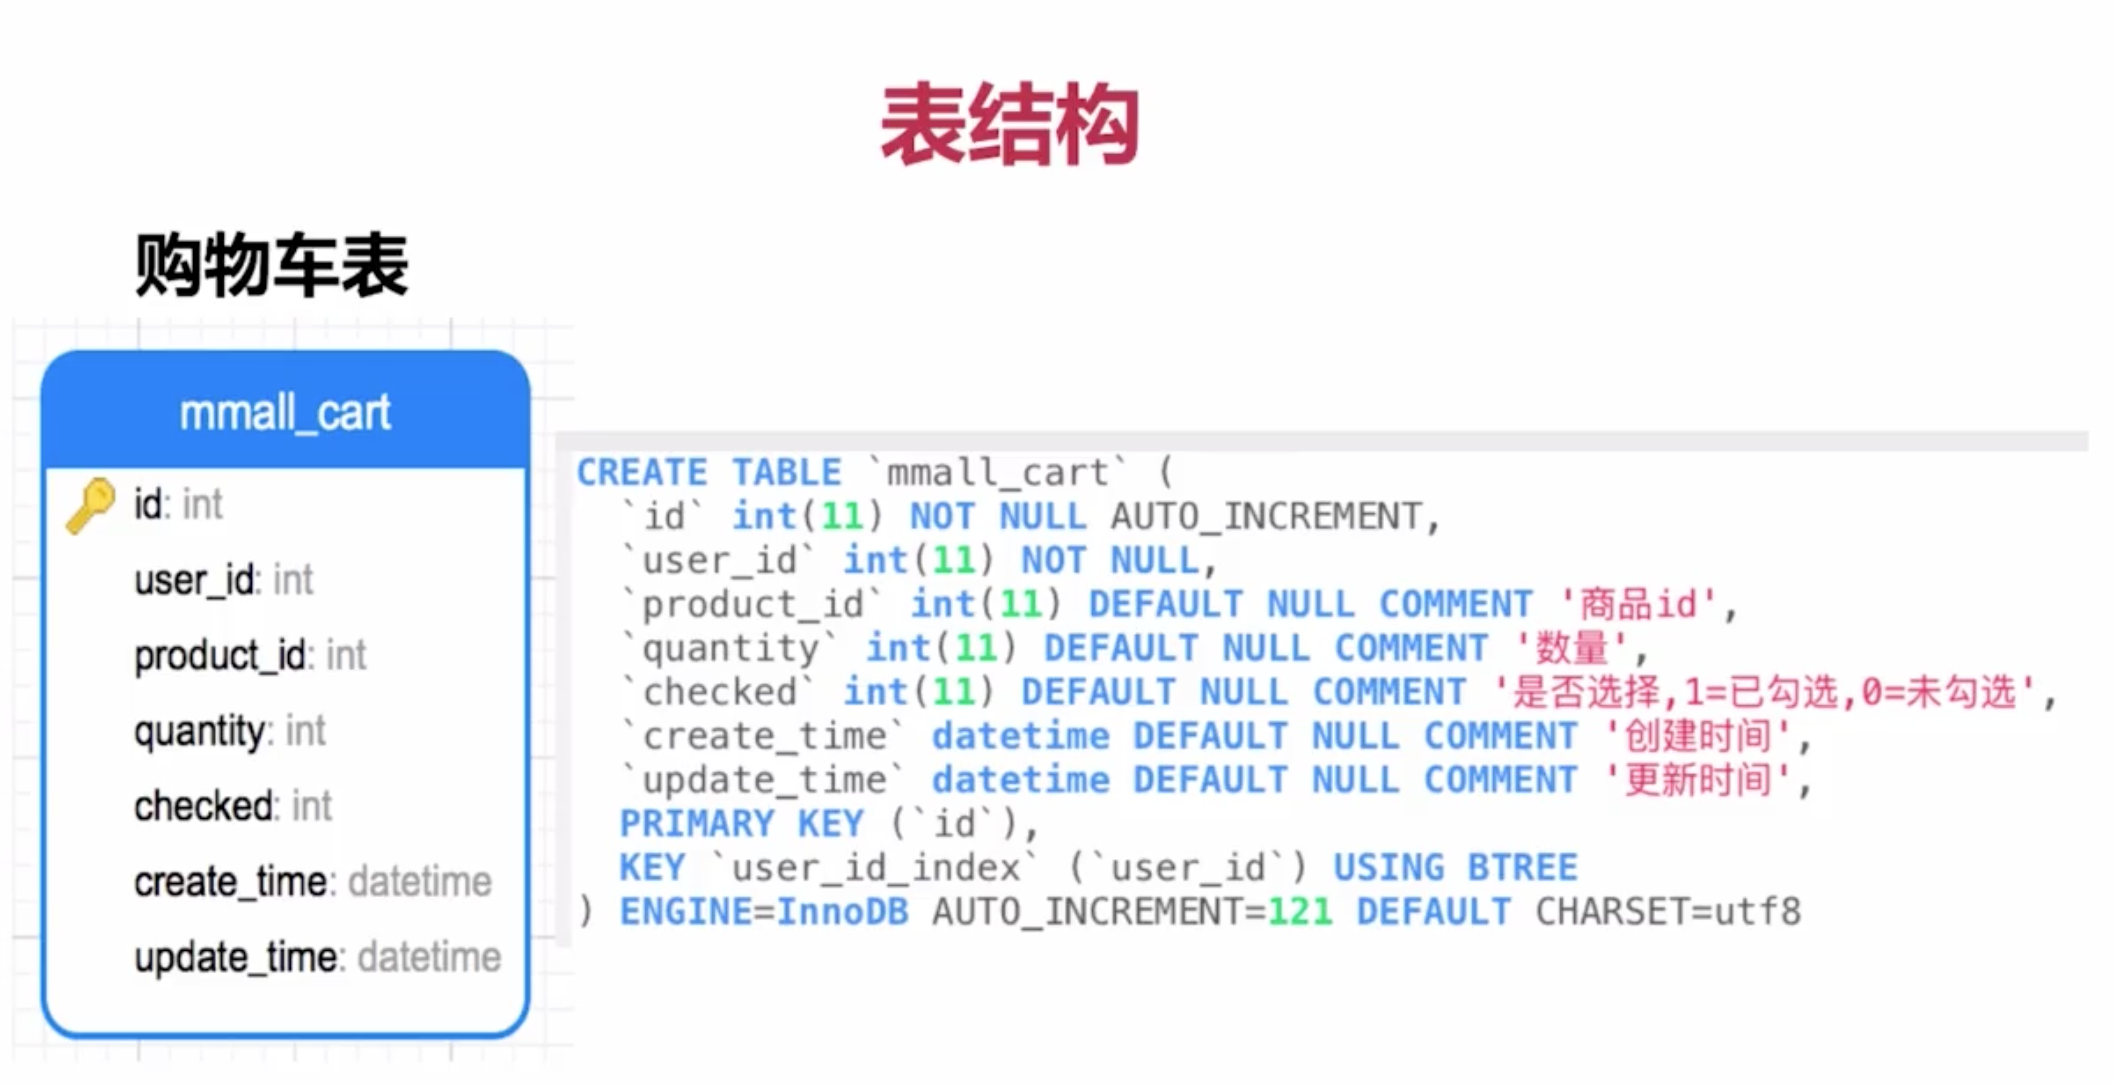 表结构
购物车表
mmall_cart
id: int
user_id: int
product_id: int
quantity: int
checked: int
create_time: datetime
update_time: datetime
CREATE TABLE `mmall_cart` (
`id` int(11) NOT NULL AUTO_INCREMENT,
`user_id` int(11) NOT NULL,
`product_id` int(11) DEFAULT NULL COMMENT '商品id',
`quantity` int(11) DEFAULT NULL COMMENT '数量',
`checked` int(11) DEFAULT NULL COMMENT '是否选择,1=已勾选,0=未勾选',
`create_time` datetime DEFAULT NULL COMMENT '创建时间',
`update_time` datetime DEFAULT NULL COMMENT '更新时间',
PRIMARY KEY (`id`),
KEY `user_id_index` (`user_id`) USING BTREE
) ENGINE=InnoDB AUTO_INCREMENT=121 DEFAULT CHARSET=utf8